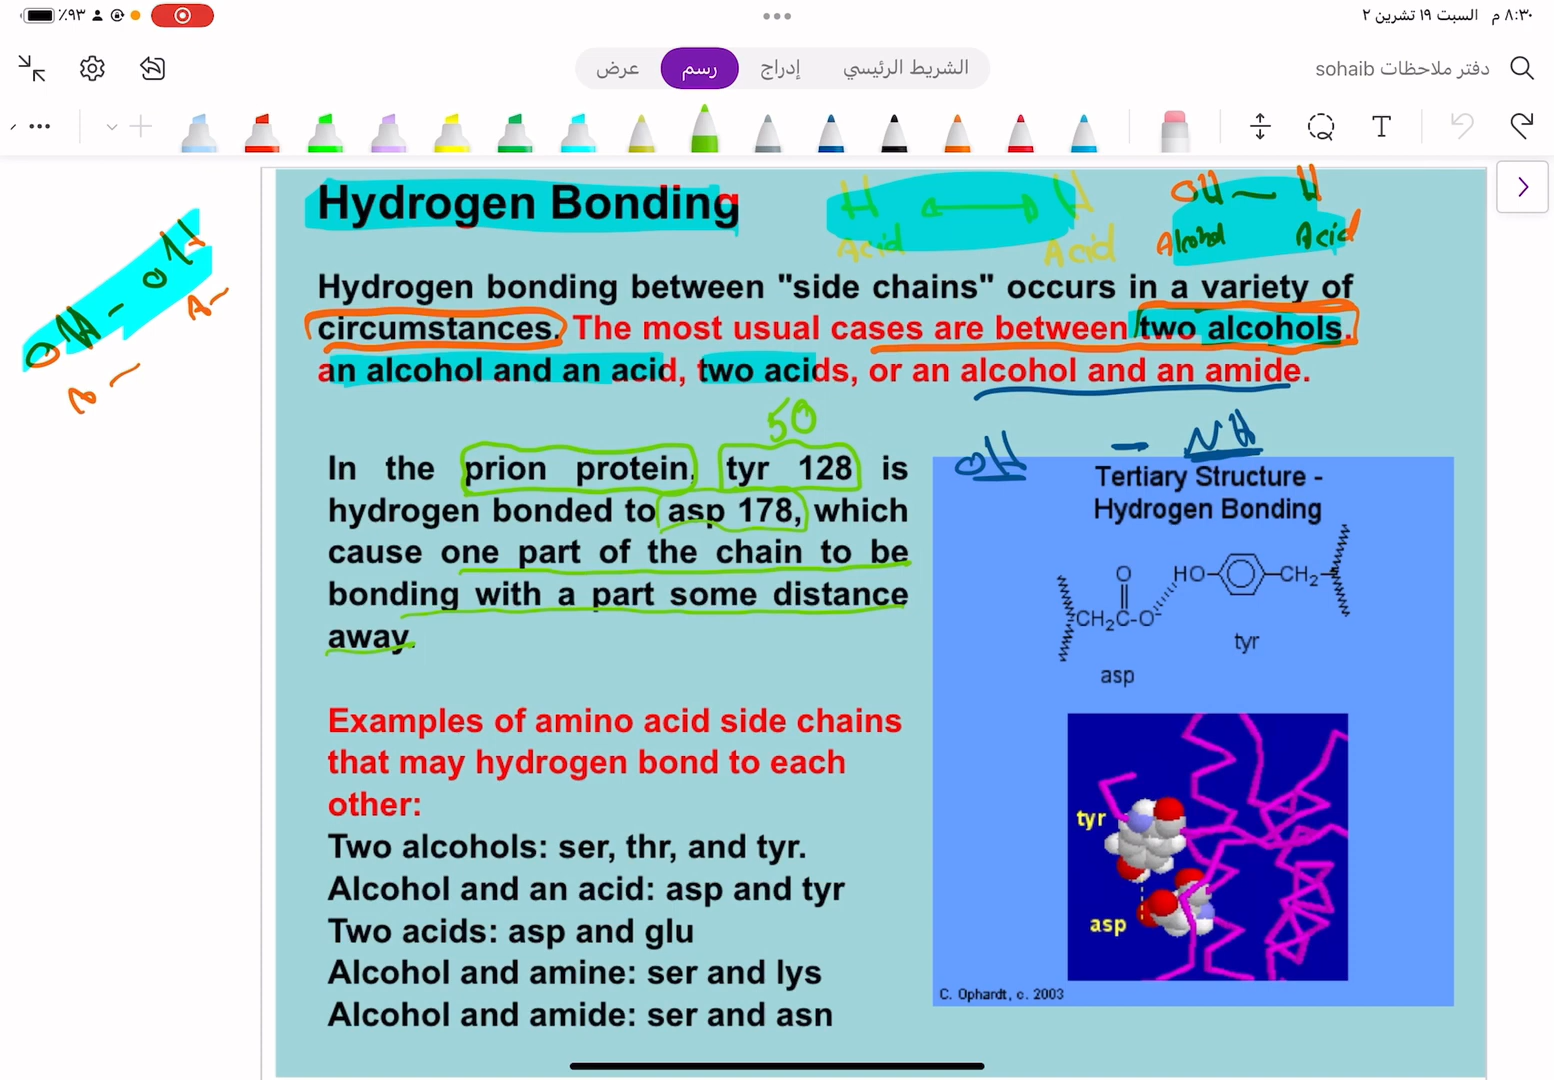 ٪٩٣
٨:٣٠ م السبت ١٩ تشرين ٢
الشريط الرئيسي إدراج رسم عرض
دفتر ملاحظات sohaib
T
Hydrogen Bonding
H H
Acid Acid
OH H
Alcohol Acid
OH - OH
Hydrogen bonding between "side chains" occurs in a variety of
circumstances. The most usual cases are between two alcohols,
an alcohol and an acid, two acids, or an alcohol and an amide.
50
OH - NH
In the prion protein, tyr 128 is
hydrogen bonded to asp 178, which
cause one part of the chain to be
bonding with a part some distance
away.
Examples of amino acid side chains
that may hydrogen bond to each
other:
Two alcohols: ser, thr, and tyr.
Alcohol and an acid: asp and tyr
Two acids: asp and glu
Alcohol and amine: ser and lys
Alcohol and amide: ser and asn
Tertiary Structure -
Hydrogen Bonding
O
HO CH₂
CH₂C-O⁻
tyr
asp
tyr
asp
C. Ophardt, c. 2003